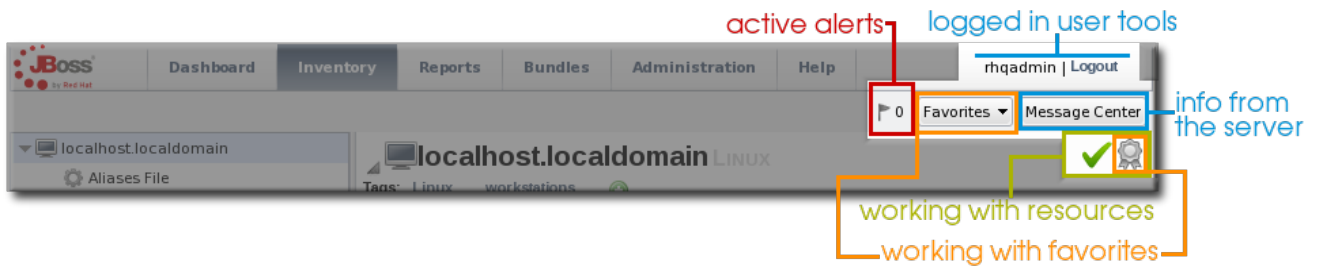 active alerts
logged in user tools
JBoss by Red Hat
Dashboard Inventory Reports Bundles Administration Help
rhqadmin | Logout
0 Favorites Message Center
info from
the server
localhost.localdomain
localhost.localdomain LINUX
Aliases File
Tags: Linux workstations
working with resources
working with favorites